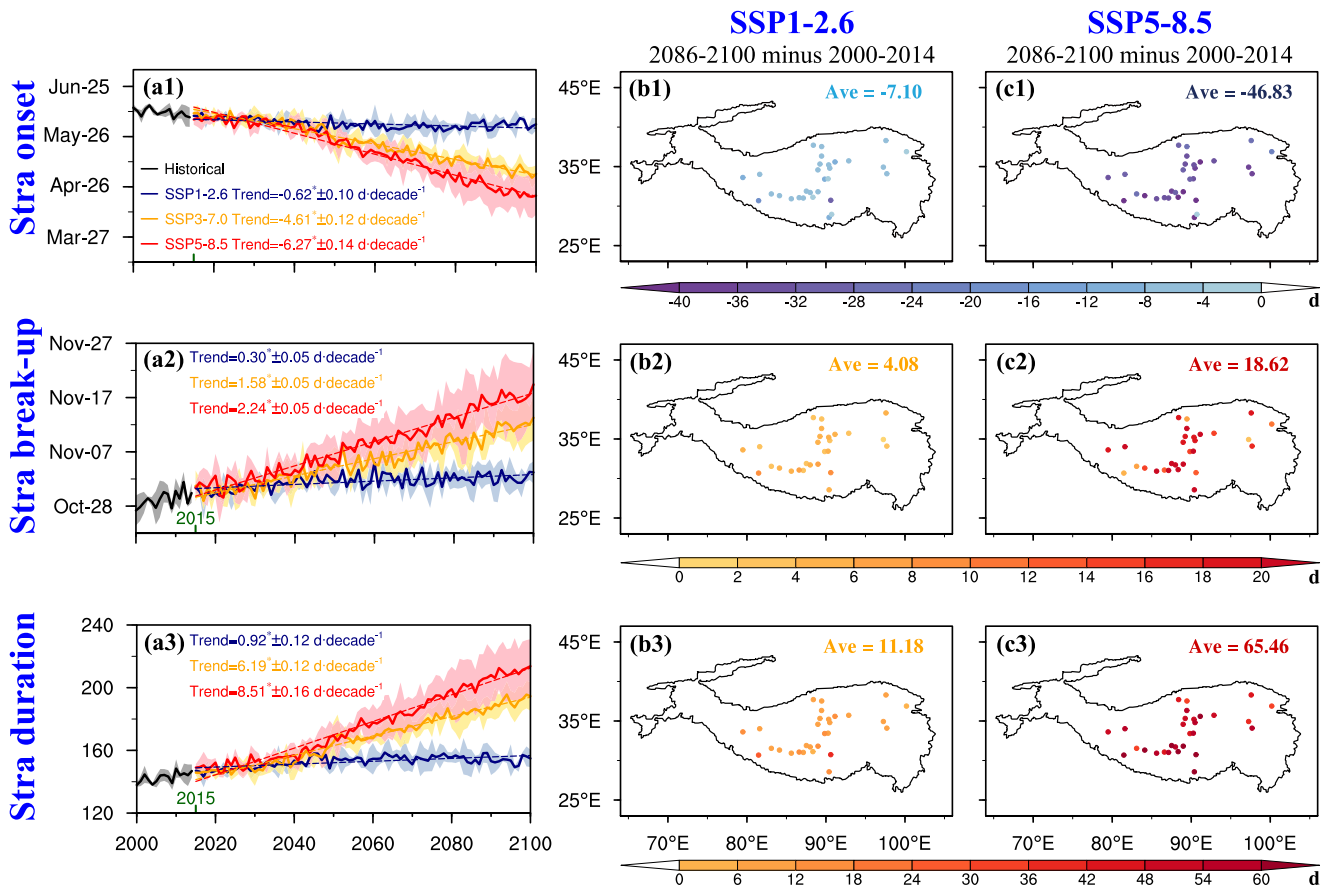 SSP1-2.6
SSP5-8.5
2086-2100 minus 2000-2014
2086-2100 minus 2000-2014
Stra onset
Jun-25
May-26
Apr-26
Mar-27
(a1)
Historical
SSP1-2.6 Trend=-0.62*±0.10 d·decade⁻¹
SSP3-7.0 Trend=-4.61*±0.12 d·decade⁻¹
SSP5-8.5 Trend=-6.27*±0.14 d·decade⁻¹
2020 2040 2060 2080 2100
(b1)
Ave = -7.10
45°E
35°E
25°E
(c1)
Ave = -46.83
-40 -36 -32 -28 -24 -20 -16 -12 -8 -4 0 d
Stra break-up
Nov-27
Nov-17
Nov-07
Oct-28
(a2)
Trend=0.30*±0.05 d·decade⁻¹
Trend=1.58*±0.05 d·decade⁻¹
Trend=2.24*±0.05 d·decade⁻¹
2015
2020 2040 2060 2080 2100
(b2)
Ave = 4.08
45°E
35°E
25°E
(c2)
Ave = 18.62
0 2 4 6 8 10 12 14 16 18 20 d
Stra duration
240
200
160
120
(a3)
Trend=0.92*±0.12 d·decade⁻¹
Trend=6.19*±0.12 d·decade⁻¹
Trend=8.51*±0.16 d·decade⁻¹
2015
2000 2020 2040 2060 2080 2100
(b3)
Ave = 11.18
45°E
35°E
25°E
70°E 80°E 90°E 100°E
(c3)
Ave = 65.46
70°E 80°E 90°E 100°E
0 6 12 18 24 30 36 42 48 54 60 d